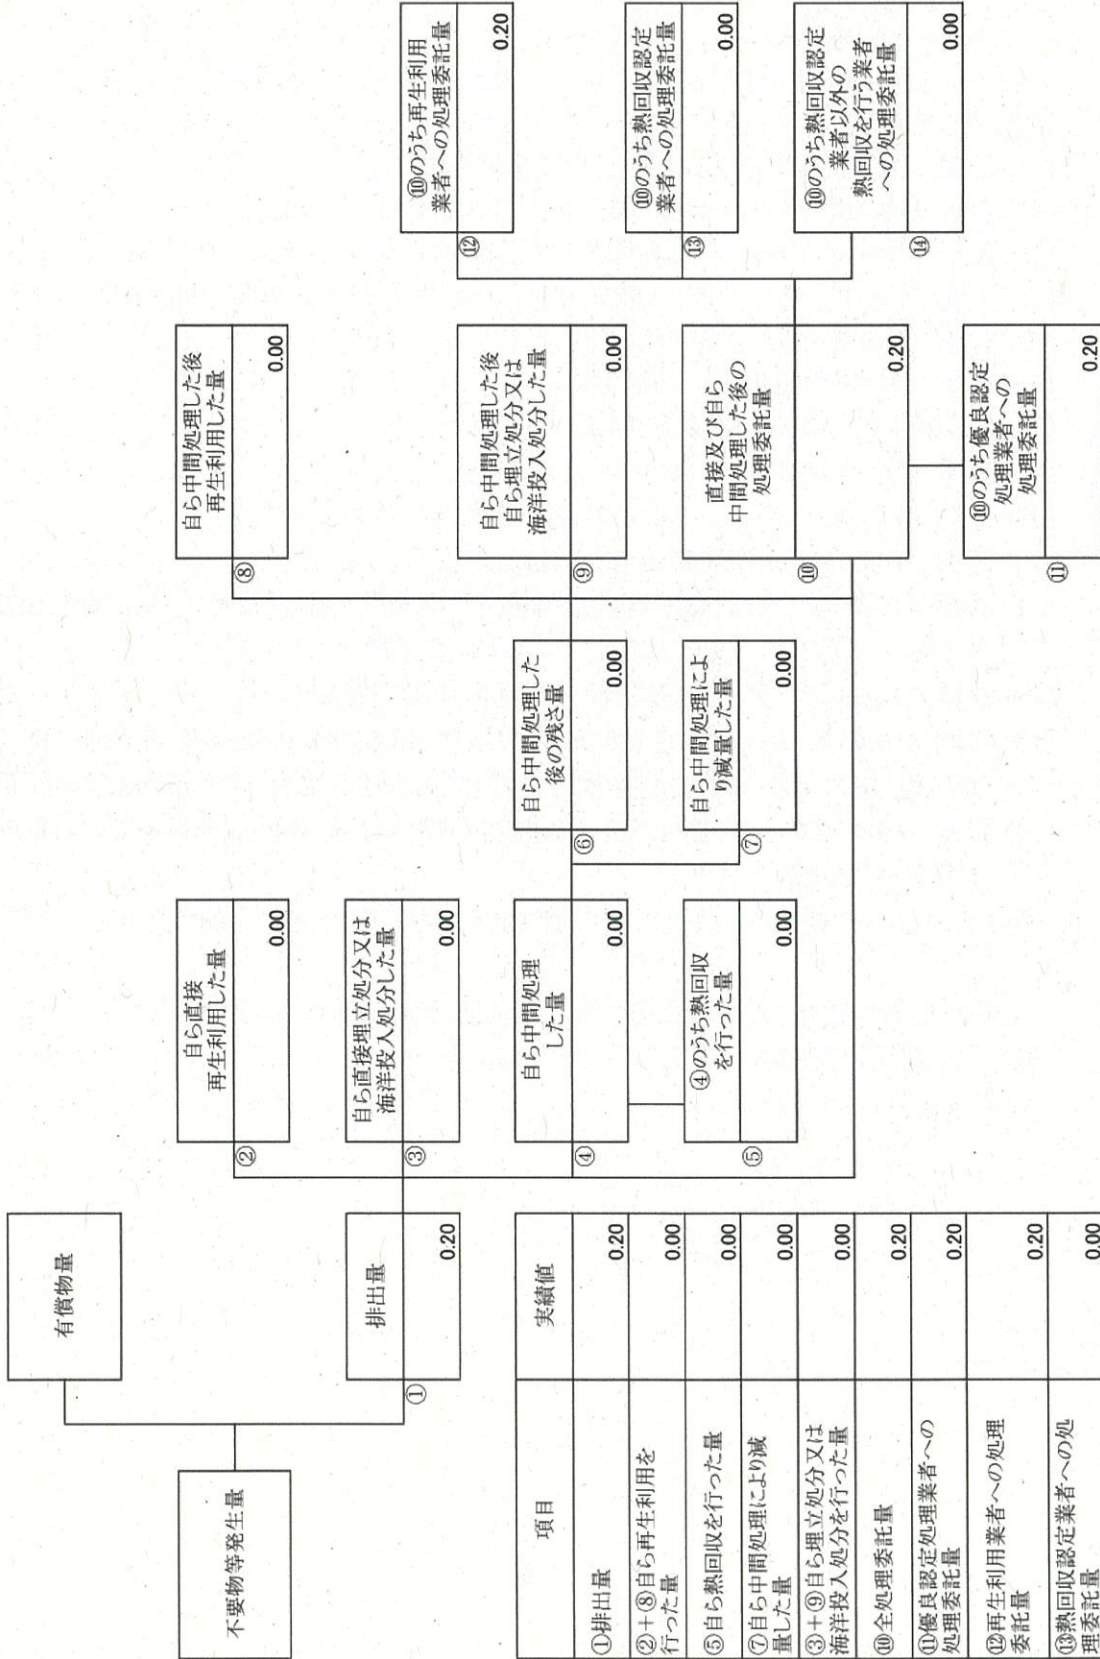 不要物等発生量
有償物量
排出量
①
0.20
自ら直接
再生利用した量
②
0.00
自ら直接埋立処分又は
海洋投入処分した量
③
0.00
自ら中間処理
した量
④
0.00
④のうち熱回収
を行った量
⑤
0.00
自ら中間処理した
後の残さ量
⑥
0.00
自ら中間処理によ
り減量した量
⑦
0.00
自ら中間処理した後
再生利用した量
⑧
0.00
自ら中間処理した後
自ら埋立処分又は
海洋投入処分した量
⑨
0.00
直接及び自ら
中間処理した後の
処理委託量
⑩
0.20
⑩のうち優良認定
処理業者への
処理委託量
⑪
0.20
⑩のうち再生利用
業者への処理委託量
⑫
0.20
⑩のうち熱回収認定
業者への処理委託量
⑬
0.00
⑩のうち熱回収認定
業者以外の
熱回収を行う業者
への処理委託量
⑭
0.00
項目 実績値
①排出量 0.20
②+⑧自ら再生利用を
行った量 0.00
⑤自ら熱回収を行った量 0.00
⑦自ら中間処理により減
量した量 0.00
③+⑨自ら埋立処分又は
海洋投入処分を行った量 0.00
⑩全処理委託量 0.20
⑪優良認定処理業者への
処理委託量 0.20
⑫再生利用業者への処理
委託量 0.20
⑬熱回収認定業者への処
理委託量 0.00